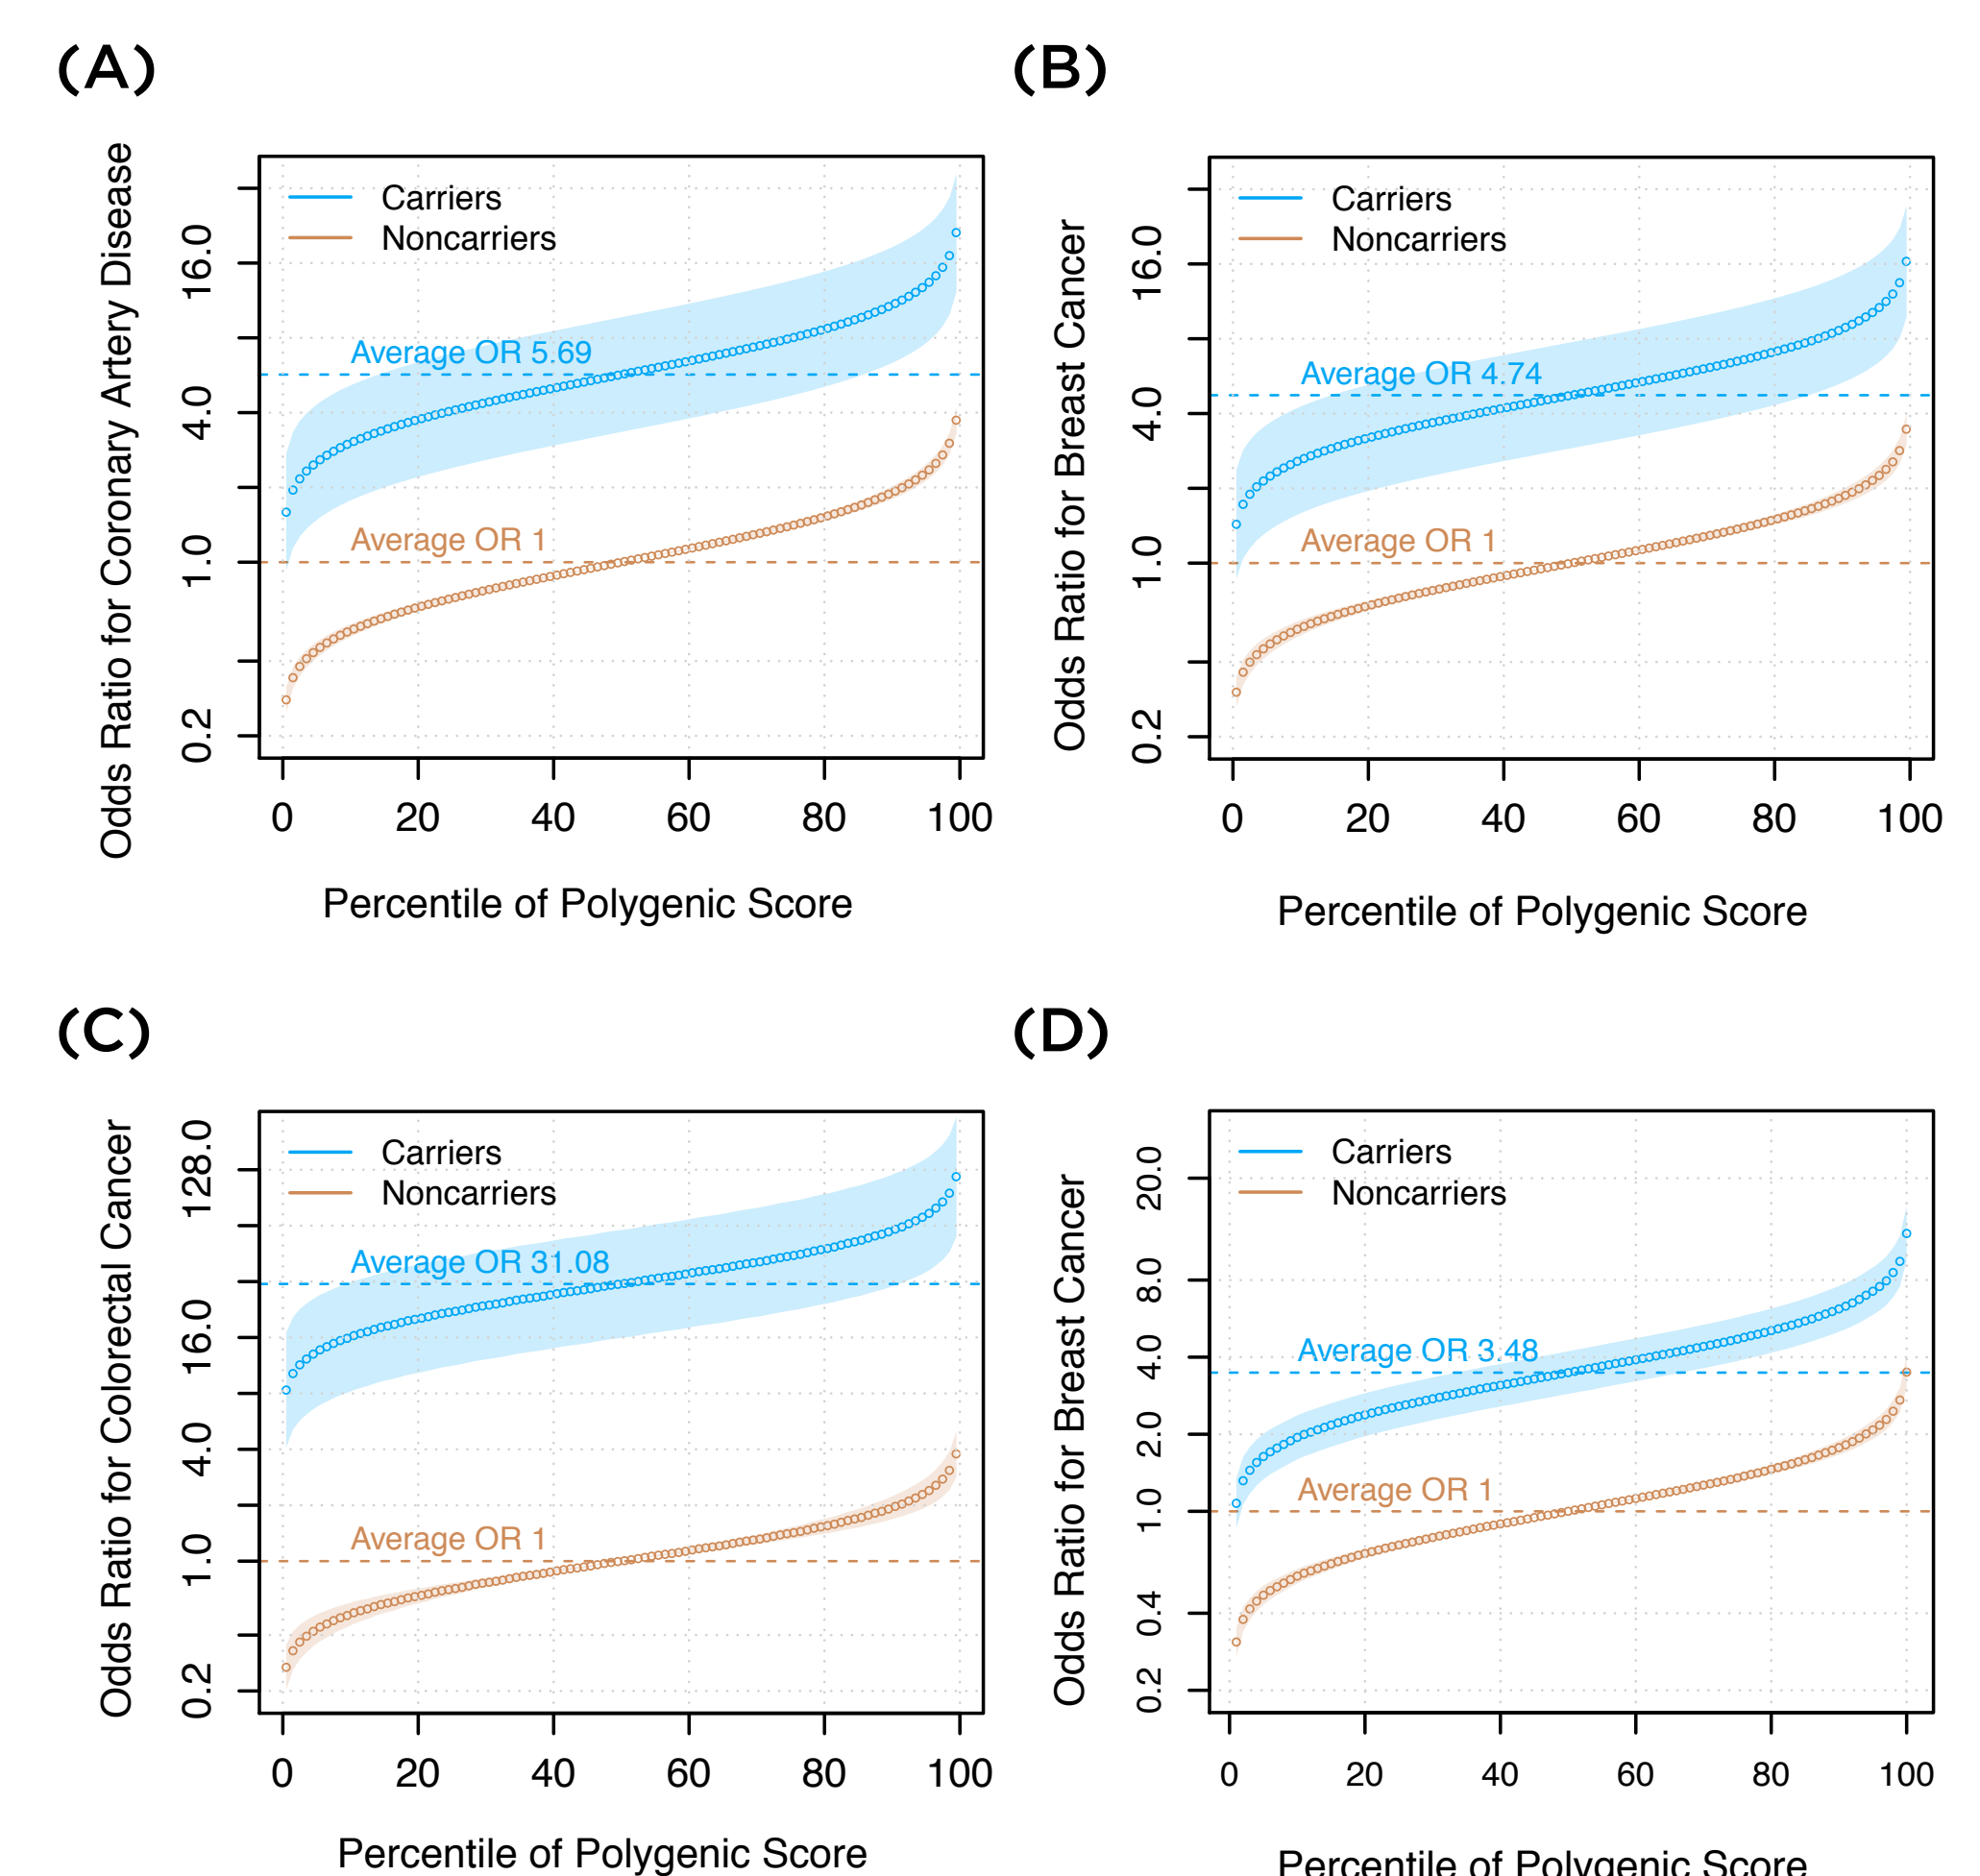 (A)
Odds Ratio for Coronary Artery Disease
16.0
4.0
1.0
0.2
Carriers
Noncarriers
Average OR 5.69
Average OR 1
0 20 40 60 80 100
Percentile of Polygenic Score
(B)
Odds Ratio for Breast Cancer
16.0
4.0
1.0
0.2
Carriers
Noncarriers
Average OR 4.74
Average OR 1
0 20 40 60 80 100
Percentile of Polygenic Score
(C)
Odds Ratio for Colorectal Cancer
128.0
16.0
4.0
1.0
0.2
Carriers
Noncarriers
Average OR 31.08
Average OR 1
0 20 40 60 80 100
Percentile of Polygenic Score
(D)
Odds Ratio for Breast Cancer
20.0
8.0
4.0
2.0
1.0
0.4
0.2
Carriers
Noncarriers
Average OR 3.48
Average OR 1
0 20 40 60 80 100
Percentile of Polygenic Score